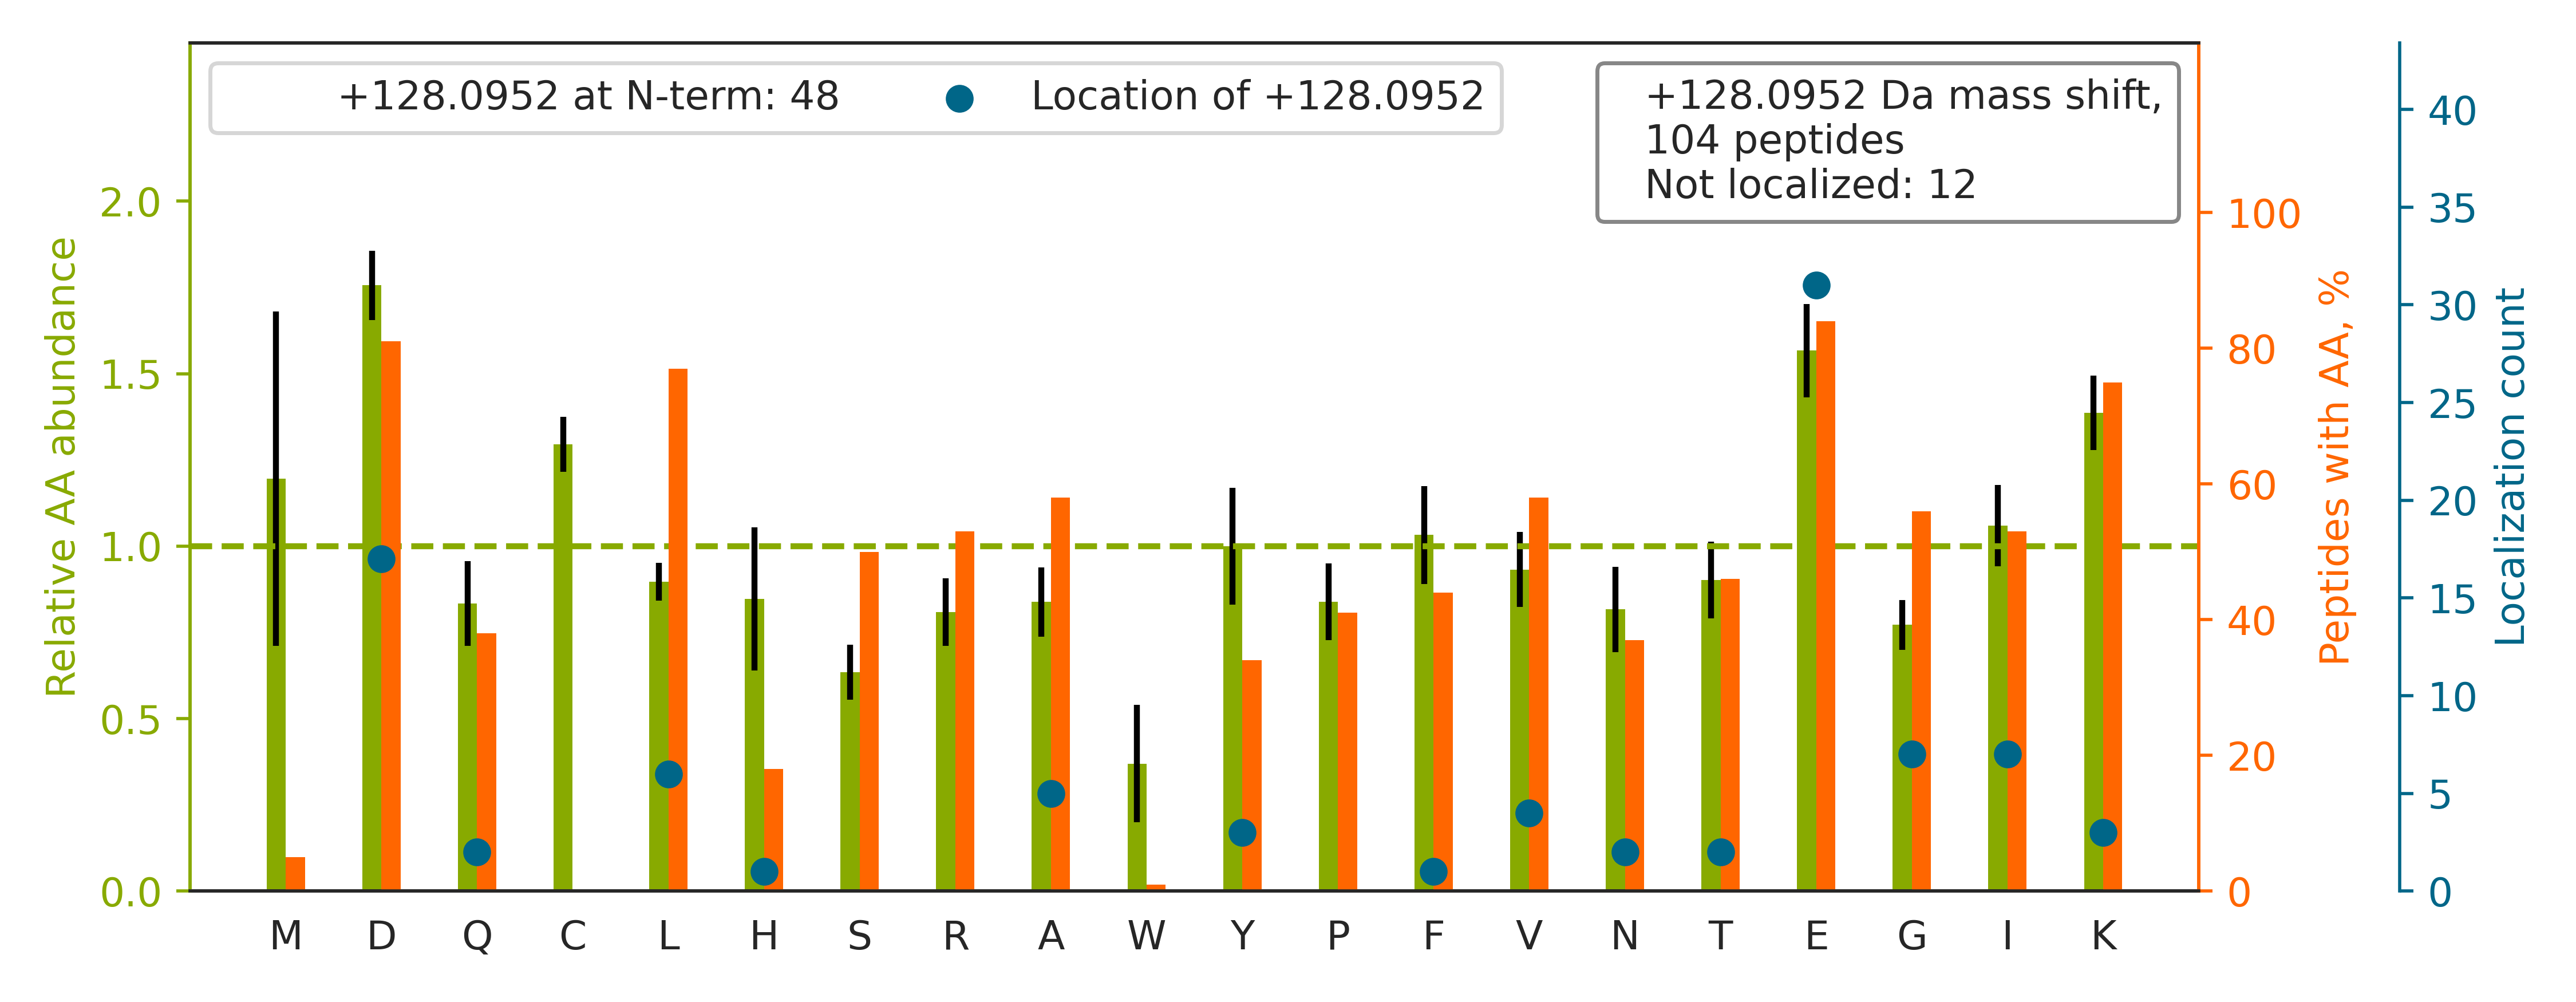 +128.0952 at N-term: 48
Location of +128.0952
+128.0952 Da mass shift,
104 peptides
Not localized: 12
Relative AA abundance
2.0
1.5
1.0
0.5
0.0
100
80
60
40
20
0
Peptides with AA, %
40
35
30
25
20
15
10
5
0
Localization count
M D Q C L H S R A W Y P F V N T E G I K